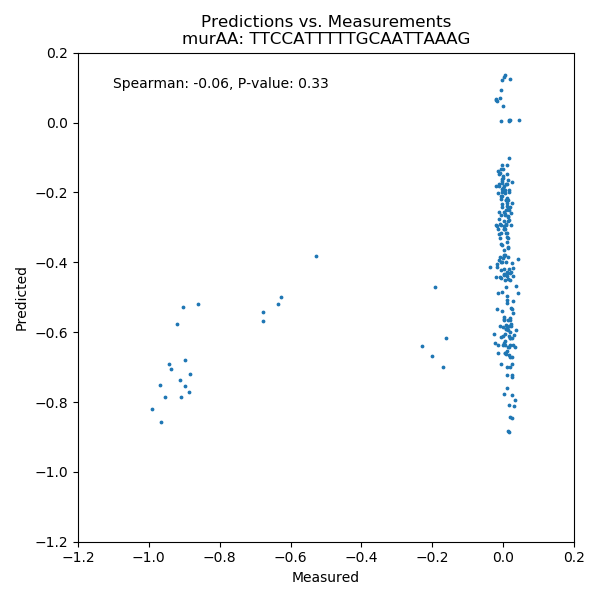 Predictions vs. Measurements
murAA: TTCCATTTTTGCAATTAAAG
Spearman: -0.06, P-value: 0.33
Predicted
0.2
0.0
−0.2
−0.4
−0.6
−0.8
−1.0
−1.2
−1.2 −1.0 −0.8 −0.6 −0.4 −0.2 0.0 0.2
Measured